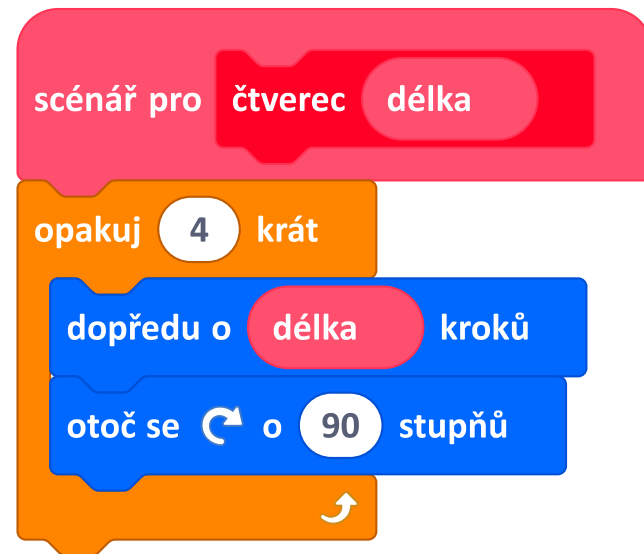 scénář pro čtverec délka
opakuj 4 krát
dopředu o délka kroků
otoč se o 90 stupňů